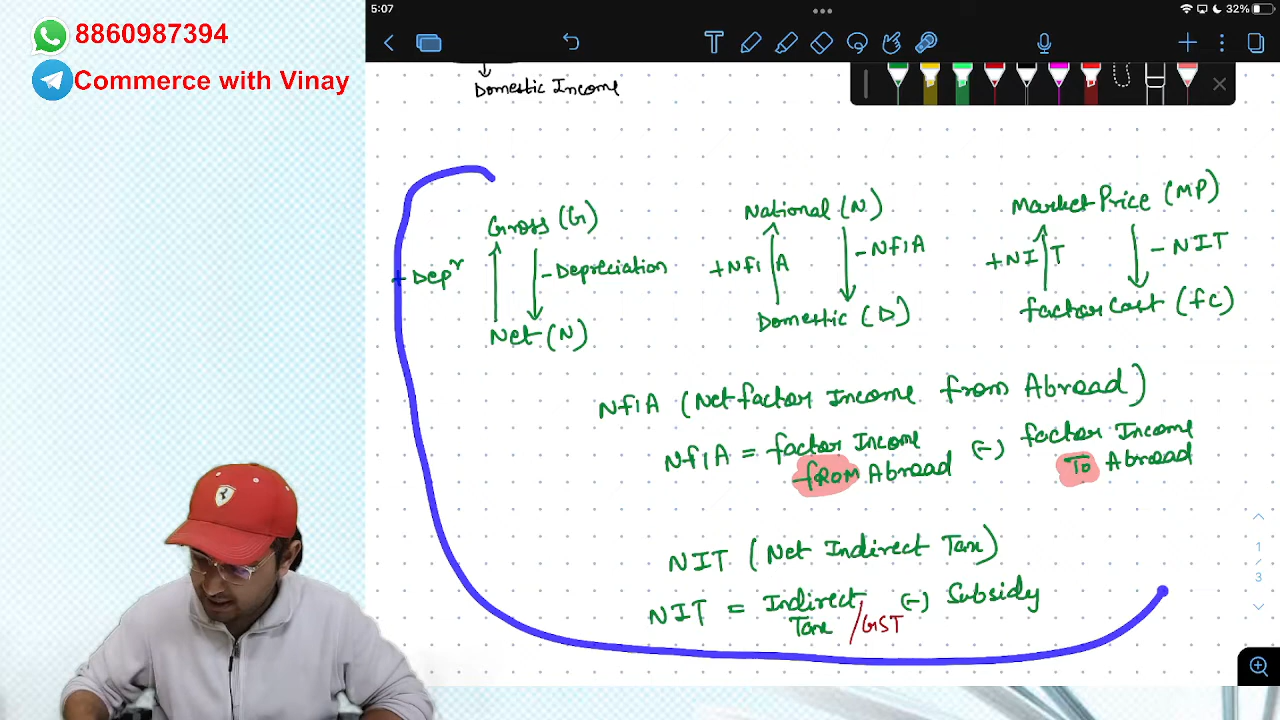 8860987394
Commerce with Vinay
5:07
32%
Domestic Income
Gross (G)
+ Depr
- Depreciation
Net (N)
National (N)
+NfiA
- NfiA
Domestic (D)
Market Price (MP)
+NIT
- NIT
factor Cost (fC)
NfiA (Net factor Income from Abroad)
NfiA = factor Income fROM Abroad (-) factor Income To Abroad
NIT (Net Indirect Tax)
NIT = Indirect Tax /GST (-) Subsidy
1
/
3